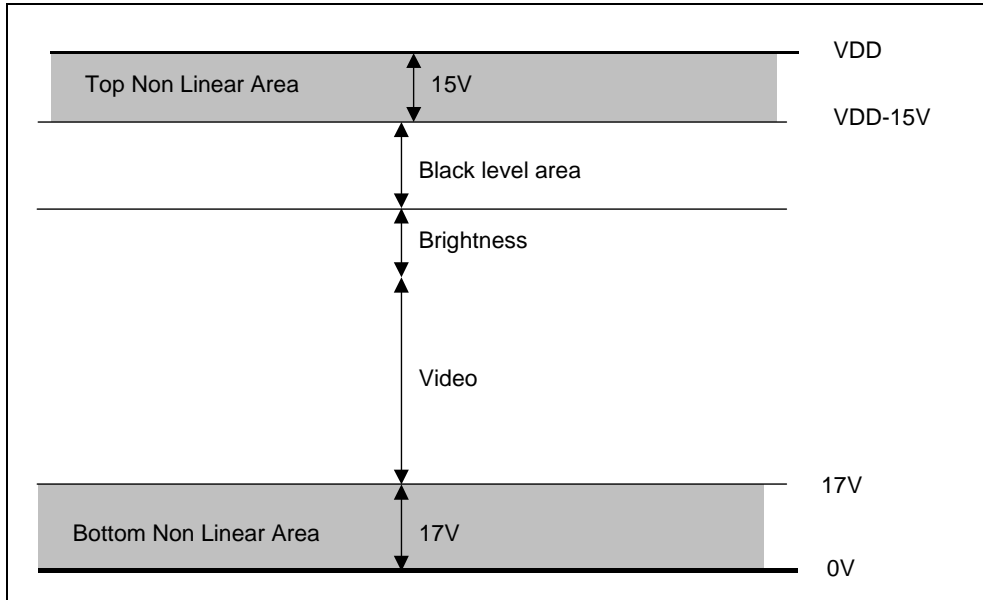 VDD
Top Non Linear Area
15V
VDD-15V
Black level area
Brightness
Video
17V
Bottom Non Linear Area
17V
0V